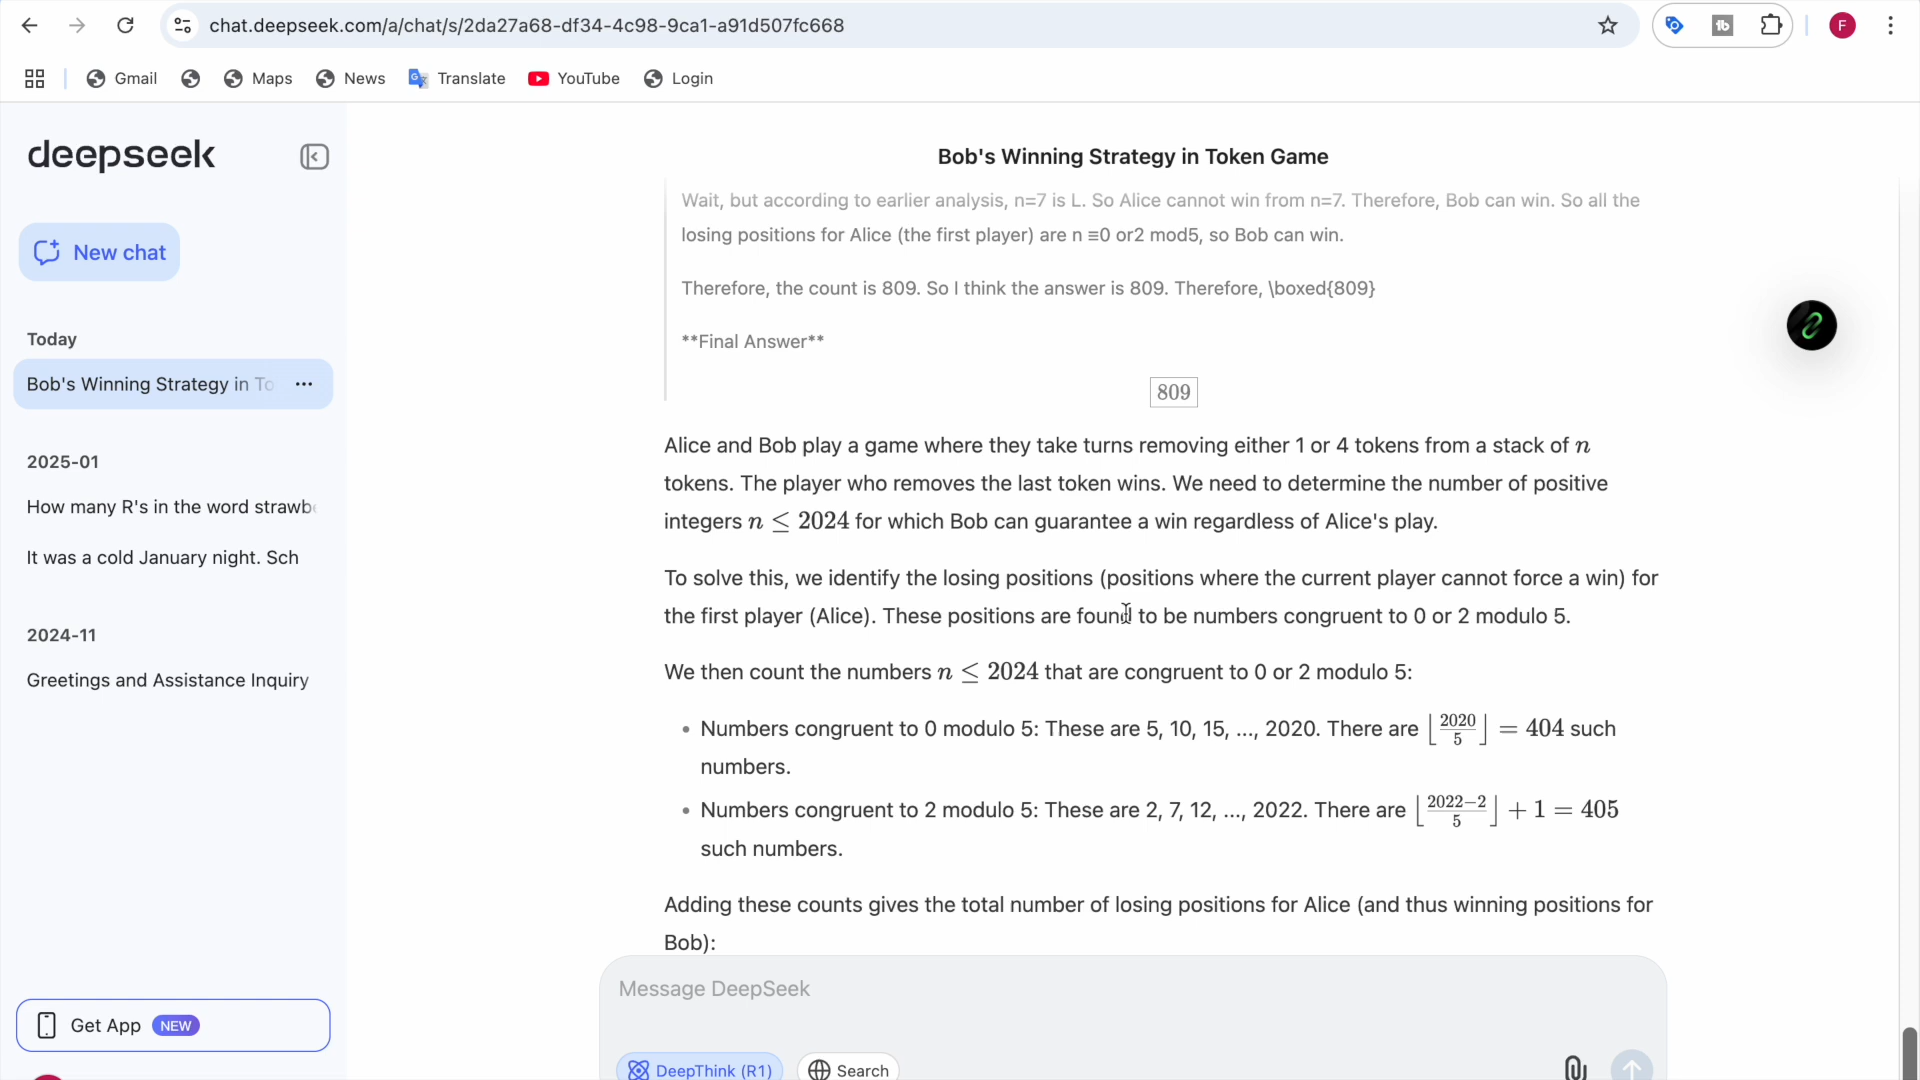 chat.deepseek.com/a/chat/s/2da27a68-df34-4c98-9ca1-a91d507fc668
tb
F
Gmail
Maps
News
Translate
YouTube
Login
deepseek
New chat
Today
Bob's Winning Strategy in To
2025-01
How many R's in the word strawbe
It was a cold January night. Sch
2024-11
Greetings and Assistance Inquiry
Get App NEW
Bob's Winning Strategy in Token Game
Wait, but according to earlier analysis, n=7 is L. So Alice cannot win from n=7. Therefore, Bob can win. So all the
losing positions for Alice (the first player) are n ≡0 or2 mod5, so Bob can win.
Therefore, the count is 809. So I think the answer is 809. Therefore, \boxed{809}
**Final Answer**
809
Alice and Bob play a game where they take turns removing either 1 or 4 tokens from a stack of n
tokens. The player who removes the last token wins. We need to determine the number of positive
integers n ≤ 2024 for which Bob can guarantee a win regardless of Alice's play.
To solve this, we identify the losing positions (positions where the current player cannot force a win) for
the first player (Alice). These positions are found to be numbers congruent to 0 or 2 modulo 5.
We then count the numbers n ≤ 2024 that are congruent to 0 or 2 modulo 5:
• Numbers congruent to 0 modulo 5: These are 5, 10, 15, ..., 2020. There are ⌊2020/5⌋ = 404 such
numbers.
• Numbers congruent to 2 modulo 5: These are 2, 7, 12, ..., 2022. There are ⌊2022−2/5⌋ + 1 = 405
such numbers.
Adding these counts gives the total number of losing positions for Alice (and thus winning positions for
Bob):
Message DeepSeek
DeepThink (R1)
Search